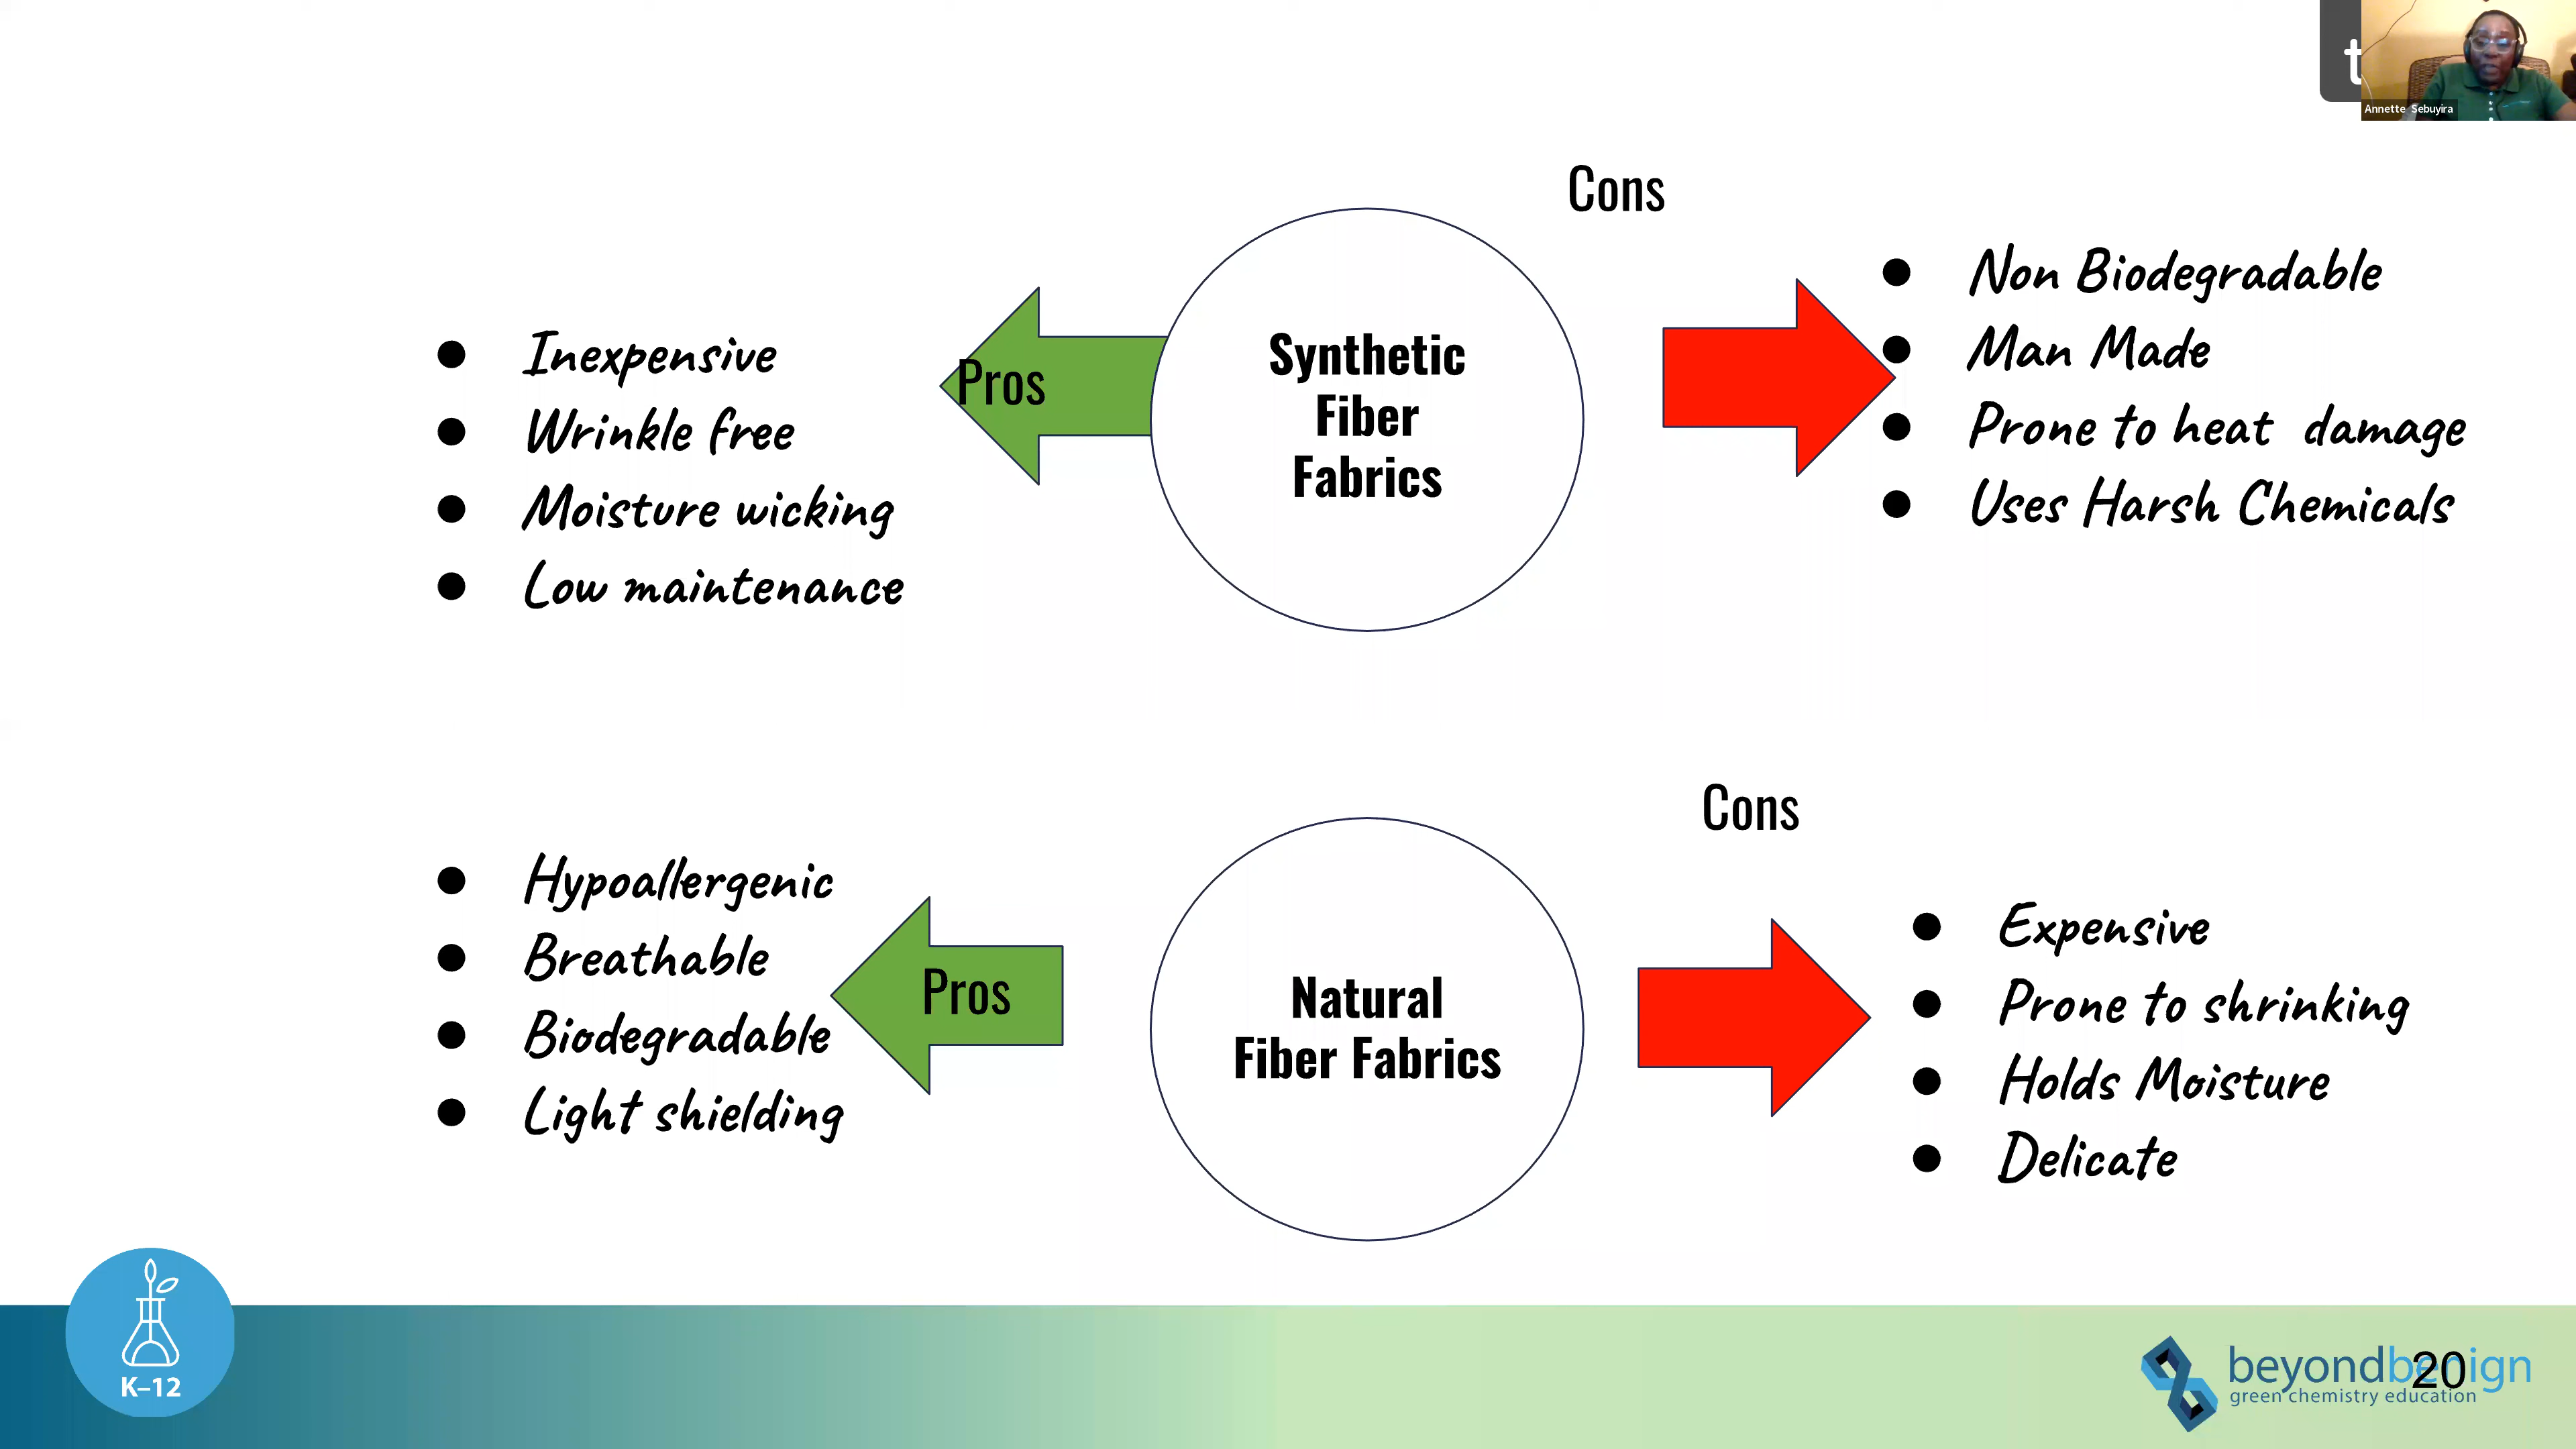 t
Annette Sebuyira
Cons
Pros
Synthetic
Fiber
Fabrics
Inexpensive
Wrinkle free
Moisture wicking
Low maintenance
Non Biodegradable
Man Made
Prone to heat damage
Uses Harsh Chemicals
Cons
Pros
Natural
Fiber Fabrics
Hypoallergenic
Breathable
Biodegradable
Light shielding
Expensive
Prone to shrinking
Holds Moisture
Delicate
K–12
beyondbenign
green chemistry education
20